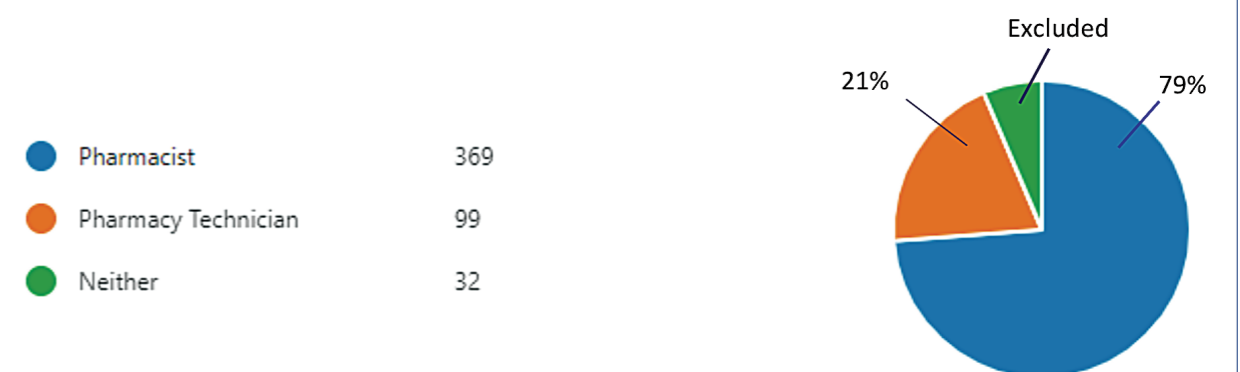 Excluded
21%
79%
Pharmacist 369
Pharmacy Technician 99
Neither 32